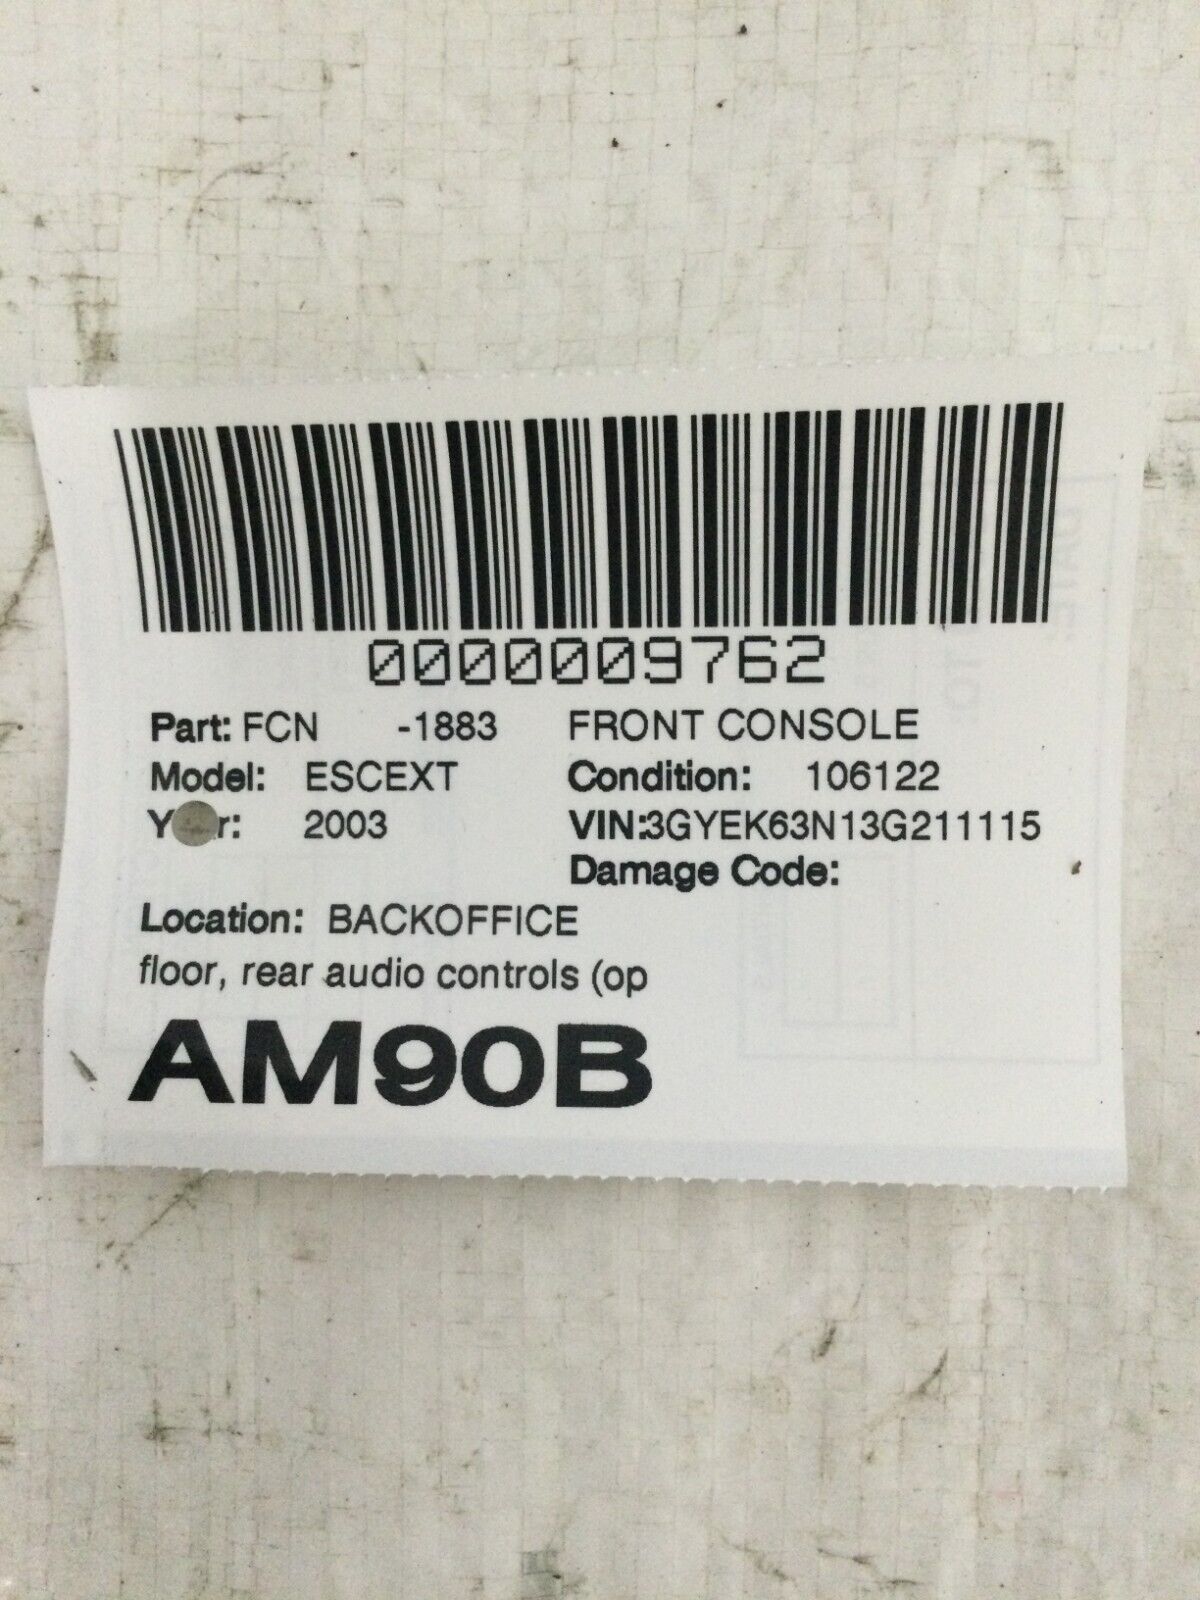 0000009762
Part: FCN -1883 FRONT CONSOLE
Model: ESCEXT Condition: 106122
Year: 2003 VIN:3GYEK63N13G211115
Damage Code:
Location: BACKOFFICE
floor, rear audio controls (op
AM90B